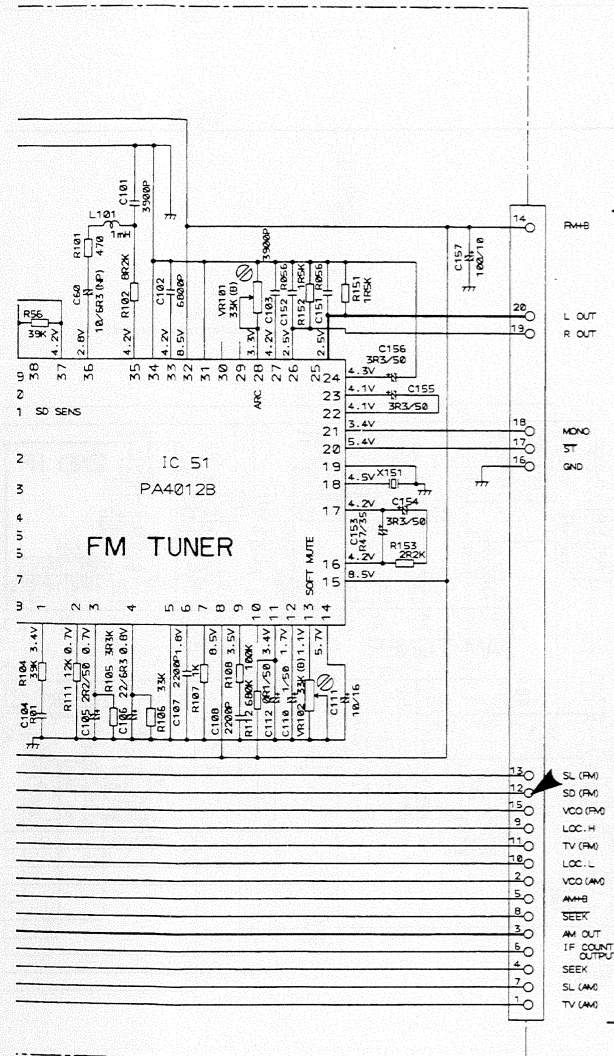 14 FM+B
C101
3900P
L101
1mH
R101
470
C60
10/6R3 (NP)
R102
8R2K
C102
6800P
C157
100/10
3900P
VR101
33K (B)
C103
C152
R056
R152
1R5K
C151
R056
R151
1R5K
20 L OUT
19 R OUT
R56
39K
4.2V
2.8V
4.2V
4.2V
8.5V
3.3V
4.2V
2.5V
2.5V
C156
3R3/50
9 38 37 36 35 34 33 32 31 30 29 28 27 26 25 24
4.3V
0
23
4.1V
C155
1 SD SENS
ARC
22
4.1V
3R3/50
21
3.4V
18 MONO
20
5.4V
17 ST
2
IC 51
19
16 GND
3
PA4012B
18
4.5V
X151
4
17
4.2V
C154
3R3/50
5
FM TUNER
C153
R47/35
R153
2R2K
5
SOFT MUTE
16
4.2V
7
15
8.5V
1 2 3 4 5 6 7 8 9 10 11 12 13 14
3.4V
0.7V
0.7V
0.8V
1.8V
8.5V
3.5V
3.4V
1.7V
1.1V
5.7V
R104
39K
C104
R01
R111
12K
C105
2R2/50
R105
3R3K
C106
22/6R3
R106
33K
C107
2200P
R107
1K
C108
2200P
R108
100K
R112
680K
C112
0R1/50
C110
1/50
VR102
33K (B)
C111
10/16
13 SL (FM)
12 SD (FM)
15 VCO (FM)
9 LOC. H
11 TV (FM)
10 LOC. L
2 VCO (AM)
5 AM+B
8 SEEK
3 AM OUT
6 IF COUNT
OUTPUT
4 SEEK
7 SL (AM)
1 TV (AM)